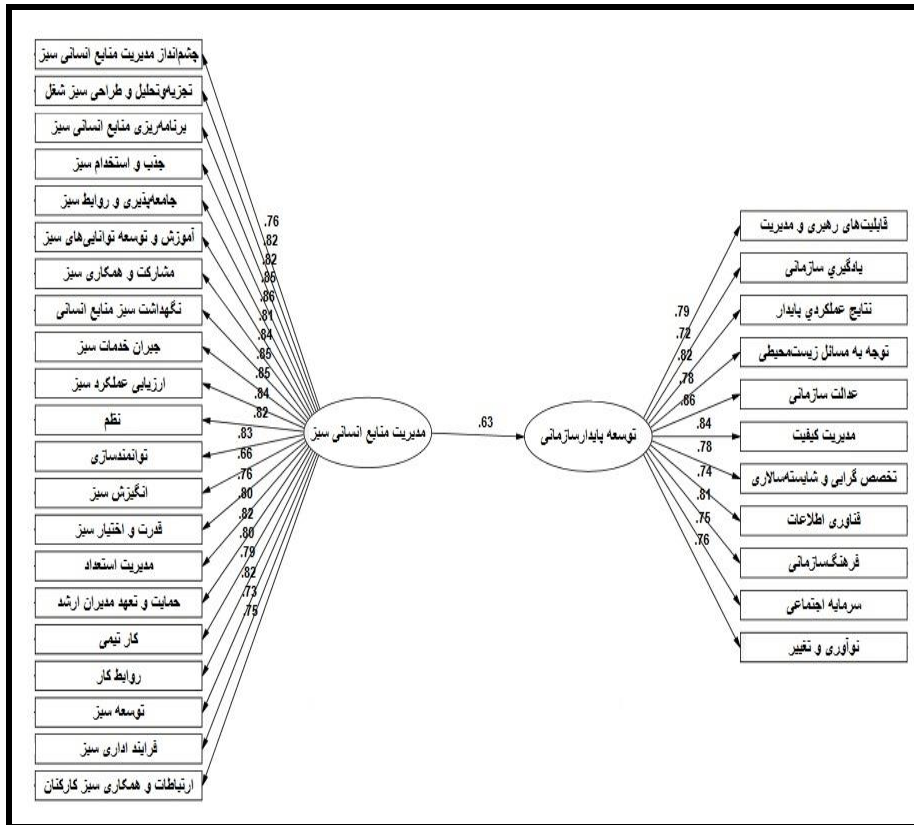 چشم‌انداز مدیریت منابع انسانی سبز
تجزیه‌وتحلیل و طراحی سبز شغل
برنامه‌ریزی منابع انسانی سبز
جذب و استخدام سبز
جامعه‌پذیری و روابط سبز
آموزش و توسعه توانایی‌های سبز
مشارکت و همکاری سبز
نگهداشت سبز منابع انسانی
جبران خدمات سبز
ارزیابی عملکرد سبز
نظم
توانمندسازی
انگیزش سبز
قدرت و اختیار سبز
مدیریت استعداد
حمایت و تعهد مدیران ارشد
کار تیمی
روابط کار
توسعه سبز
فرایند اداری سبز
ارتباطات و همکاری سبز کارکنان
.76
.82
.82
.85
.86
.81
.84
.85
.85
.84
.82
.83
.66
.76
.80
.82
.80
.79
.82
.73
.75
مدیریت منابع انسانی سبز
.63
توسعه پایدارسازمانی
.79
.72
.82
.78
.86
.84
.78
.74
.81
.75
.76
قابلیت‌های رهبری و مدیریت
یادگیري سازمانی
نتایج عملکردي پایدار
توجه به مسائل زیست‌محیطی
عدالت سازمانی
مدیریت کیفیت
تخصص گرایی و شایسته‌سالاری
فناوری اطلاعات
فرهنگ‌سازمانی
سرمایه اجتماعی
نوآوری و تغییر